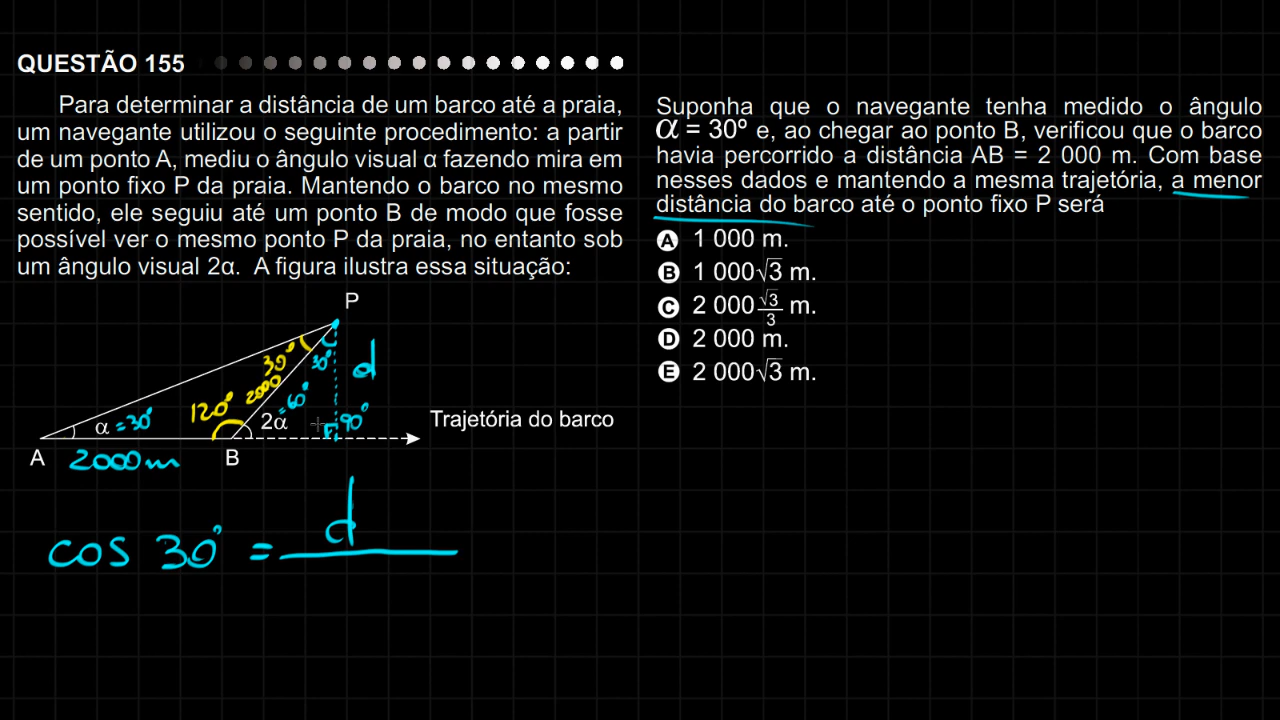 QUESTÃO 155
Para determinar a distância de um barco até a praia,
um navegante utilizou o seguinte procedimento: a partir
de um ponto A, mediu o ângulo visual α fazendo mira em
um ponto fixo P da praia. Mantendo o barco no mesmo
sentido, ele seguiu até um ponto B de modo que fosse
possível ver o mesmo ponto P da praia, no entanto sob
um ângulo visual 2α. A figura ilustra essa situação:
P
30°
30°
d
2000
120°
= 60°
α = 30°
2α
90°
Trajetória do barco
A
2000m
B
cos 30° = d
Suponha que o navegante tenha medido o ângulo
α = 30º e, ao chegar ao ponto B, verificou que o barco
havia percorrido a distância AB = 2 000 m. Com base
nesses dados e mantendo a mesma trajetória, a menor
distância do barco até o ponto fixo P será
A 1 000 m.
B 1 000√3 m.
C 2 000 √3/3 m.
D 2 000 m.
E 2 000√3 m.